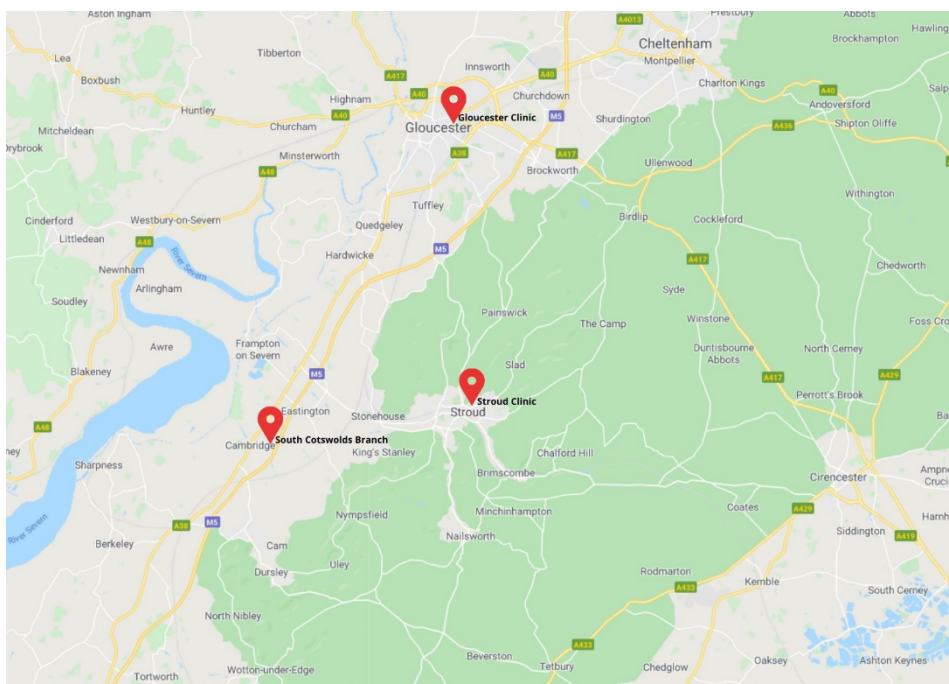 Aston Ingham
Tibberton
Lea
Boxbush
Huntley
Highnam
A417
A40
Innsworth
A40
Churchdown
A4013
Prestbury
Cheltenham
Montpellier
Charlton Kings
Abbots
Brockhampton
Hawling
A40
Andoversford
Salp
Shipton Oliffe
Mitcheldean
Drybrook
Churcham
A40
Gloucester Clinic
Gloucester
M5
Shurdington
A436
Minsterworth
A48
A38
A417
Brockworth
Ullenwood
A40
Withington
Cinderford
Littledean
Westbury-on-Severn
A48
River Severn
Tuffley
Quedgeley
M5
Hardwicke
Birdlip
Cockleford
A417
Chedworth
Newnham
Arlingham
Soudley
Syde
Painswick
The Camp
Winstone
Foss Cro
Awre
Frampton
on Severn
Blakeney
M5
Slad
Duntisbourne
Abbots
North Cerney
A417
A429
Perrott's Brook
Stroud Clinic
Stroud
Eastington
Stonehouse
A48
South Cotswolds Branch
Cambridge
King's Stanley
Sharpness
Brimscombe
Chalford Hill
Cirencester
Ampne
Crucis
River Severn
A38
M5
Berkeley
Nympsfield
Minchinhampton
Nailsworth
Coates
A429
Siddington
A419
Harnh
Cam
Dursley
Uley
Rodmarton
A433
Kemble
South Cerney
North Nibley
Wotton-under-Edge
Tortworth
Beverston
A433
Tetbury
Chedglow
Oaksey
Ashton Keynes